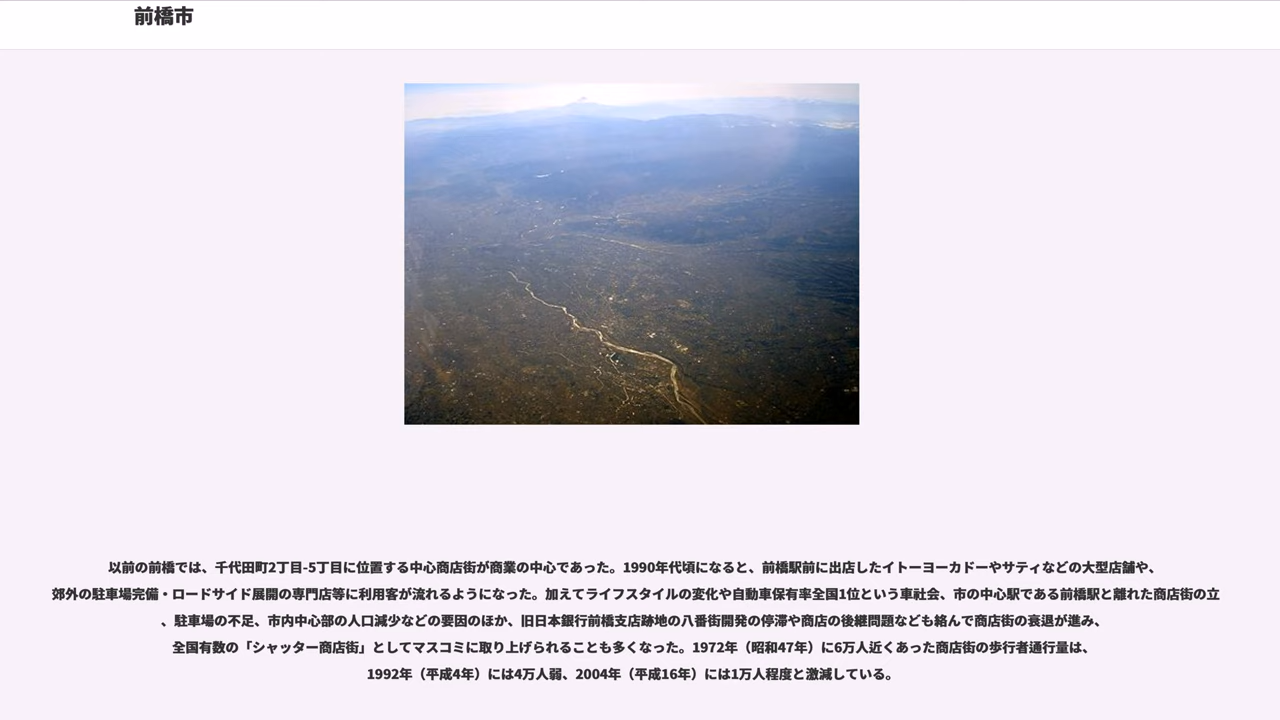 前橋市
以前の前橋では、千代田町2丁目-5丁目に位置する中心商店街が商業の中心であった。1990年代頃になると、前橋駅前に出店したイトーヨーカドーやサティなどの大型店舗や、
郊外の駐車場完備・ロードサイド展開の専門店等に利用客が流れるようになった。加えてライフスタイルの変化や自動車保有率全国1位という車社会、市の中心駅である前橋駅と離れた商店街の立
、駐車場の不足、市内中心部の人口減少などの要因のほか、旧日本銀行前橋支店跡地の八番街開発の停滞や商店の後継問題なども絡んで商店街の衰退が進み、
全国有数の「シャッター商店街」としてマスコミに取り上げられることも多くなった。1972年（昭和47年）に6万人近くあった商店街の歩行者通行量は、
1992年（平成4年）には4万人弱、2004年（平成16年）には1万人程度と激減している。